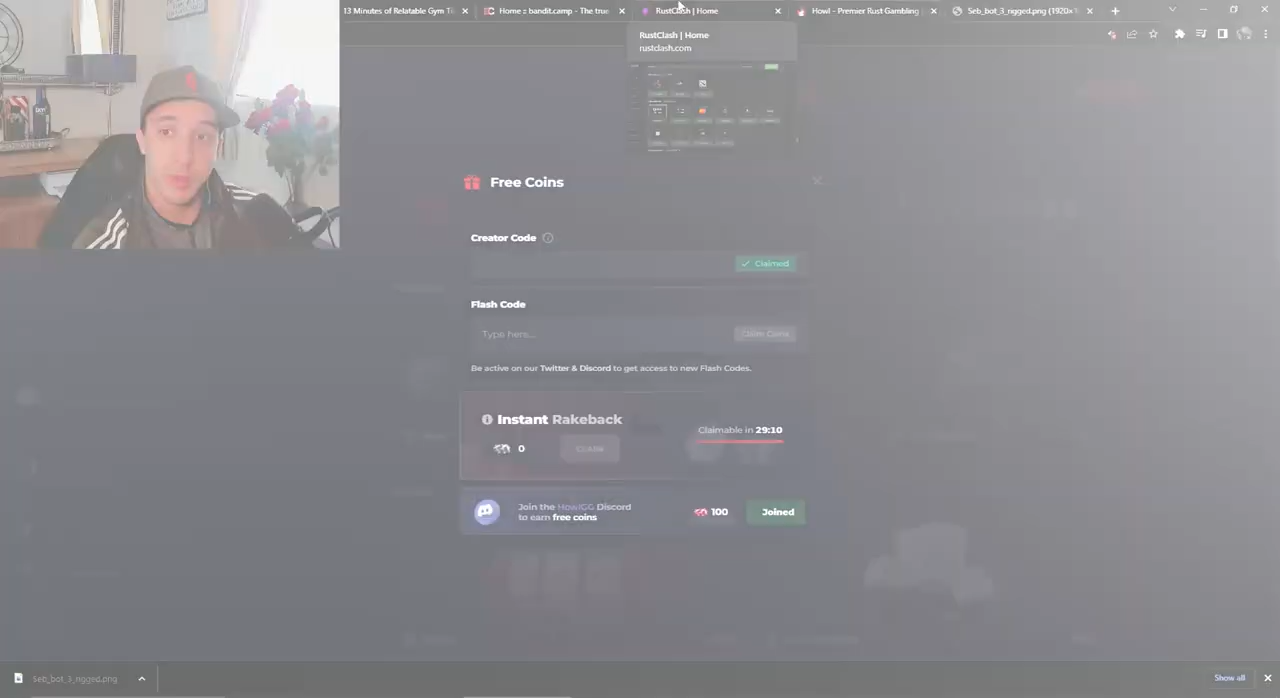 13 Minutes of Relatable Gym Ti
Home :: bandit.camp - The true
RustClash | Home
Howl - Premier Rust Gambling
Seb_bot_3_rigged.png (1920×1
RustClash | Home
rustclash.com
Free Coins
Creator Code
Claimed
Flash Code
Type here...
Claim Coins
Be active on our Twitter & Discord to get access to new Flash Codes.
Instant Rakeback
Claimable in 29:10
0
CLAIM
Join the HowlGG Discord
to earn free coins
100
Joined
Seb_bot_3_rigged.png
Show all